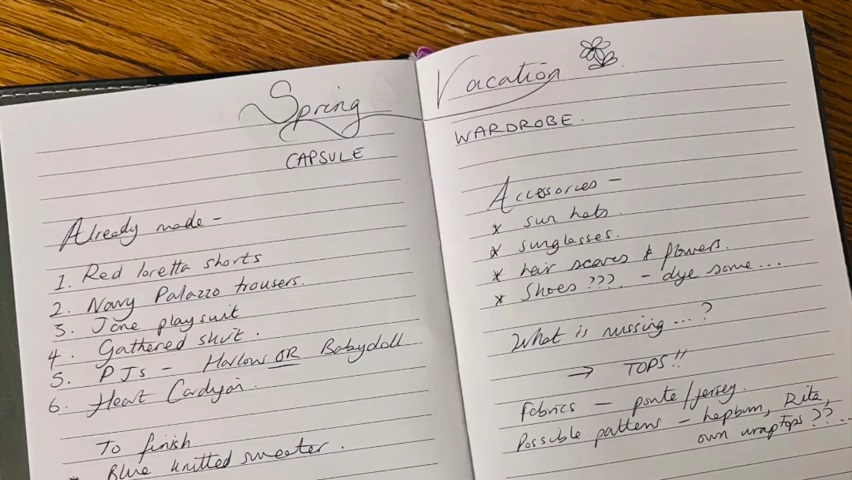 Spring
CAPSULE
Already made -
1. Red loretta shorts
2. Navy Palazzo trousers.
3. Jane playsuit
4. Gathered skirt.
5. PJs - Harlow OR Babydoll
6. Heart Cardigan.
To finish
* Blue knitted sweater.
Vacation
WARDROBE.
Accessories -
* sun hats.
* sunglasses.
* hair scarves & flowers.
* Shoes??? - dye some...
What is missing...?
→ TOPS!!
Fabrics - ponte/jersey.
Possible patterns - hepburn, Rita,
own wraptops??...